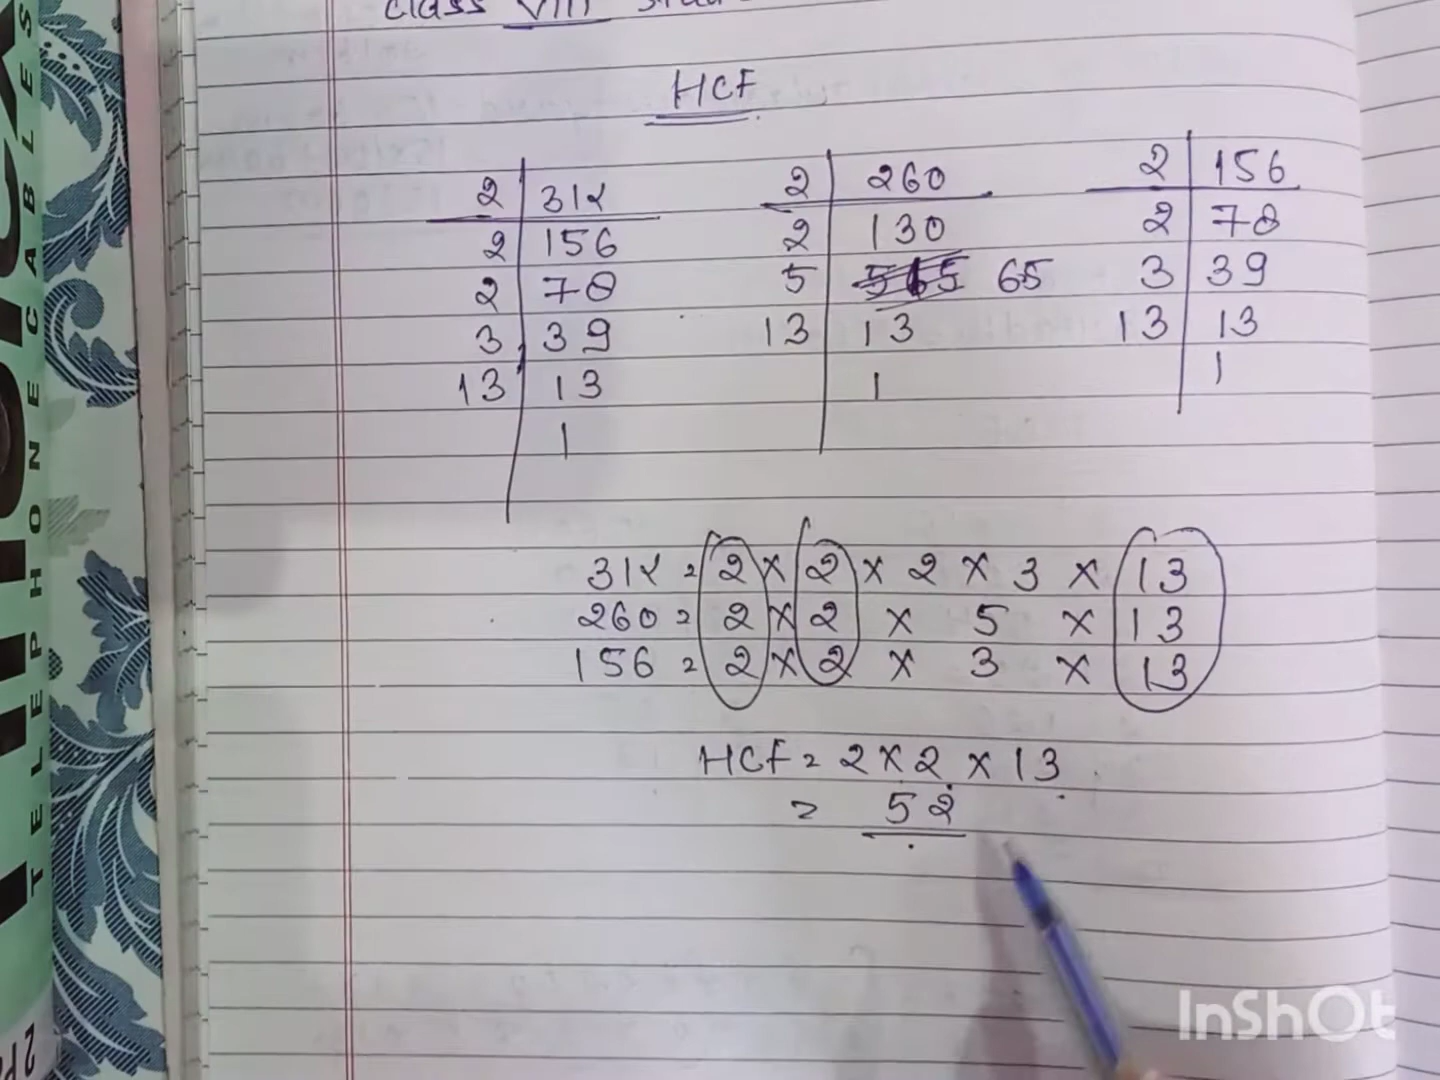 Class VIII
HCF
2 312
2 156
2 78
3 39
13 13
1
2 260
2 130
5 65
13 13
1
2 156
2 78
3 39
13 13
1
312 = 2 × 2 × 2 × 3 × 13
260 = 2 × 2 × 5 × 13
156 = 2 × 2 × 3 × 13
HCF = 2 × 2 × 13
= 52
TELEPHONE CABLES
InShOt